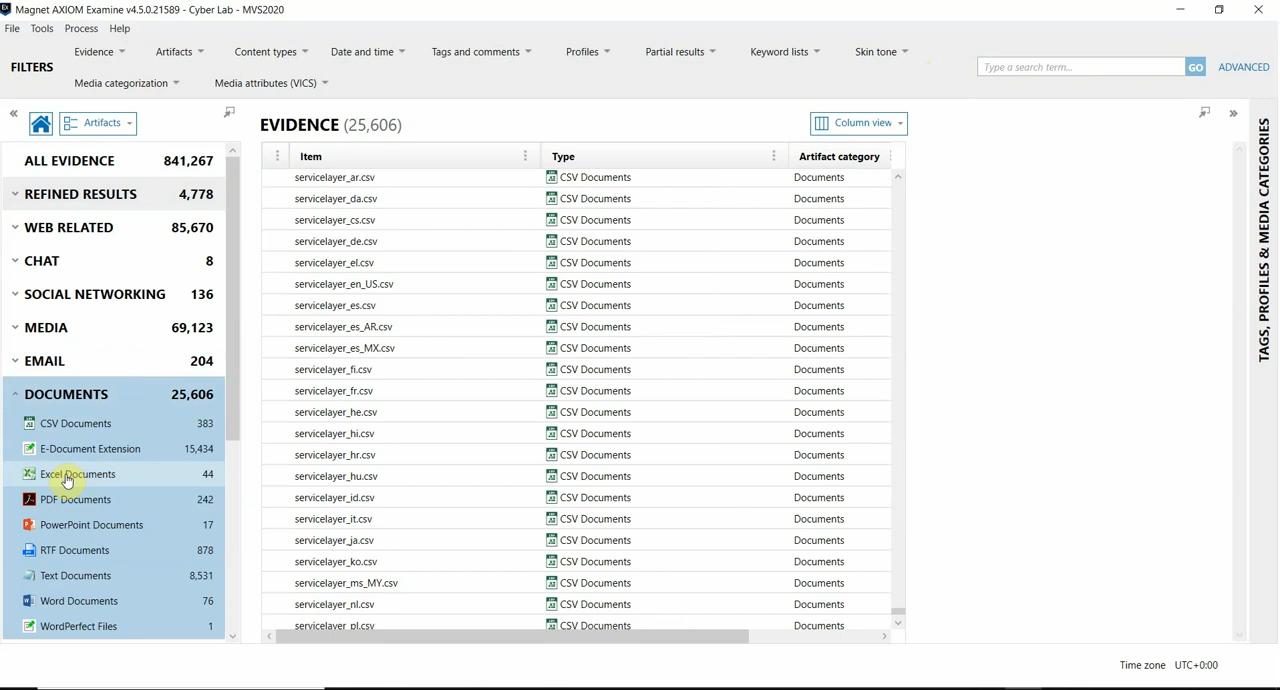 Magnet AXIOM Examine v4.5.0.21589 - Cyber Lab - MVS2020
File Tools Process Help
FILTERS
Evidence Artifacts Content types Date and time Tags and comments Profiles Partial results Keyword lists Skin tone
Media categorization Media attributes (VICS)
Type a search term... GO ADVANCED
Artifacts
EVIDENCE (25,606)
Column view
ALL EVIDENCE 841,267
REFINED RESULTS 4,778
WEB RELATED 85,670
CHAT 8
SOCIAL NETWORKING 136
MEDIA 69,123
EMAIL 204
DOCUMENTS 25,606
CSV Documents 383
E-Document Extension 15,434
Excel Documents 44
PDF Documents 242
PowerPoint Documents 17
RTF Documents 878
Text Documents 8,531
Word Documents 76
WordPerfect Files 1
Item Type Artifact category
servicelayer_ar.csv CSV Documents Documents
servicelayer_da.csv CSV Documents Documents
servicelayer_cs.csv CSV Documents Documents
servicelayer_de.csv CSV Documents Documents
servicelayer_el.csv CSV Documents Documents
servicelayer_en_US.csv CSV Documents Documents
servicelayer_es.csv CSV Documents Documents
servicelayer_es_AR.csv CSV Documents Documents
servicelayer_es_MX.csv CSV Documents Documents
servicelayer_fi.csv CSV Documents Documents
servicelayer_fr.csv CSV Documents Documents
servicelayer_he.csv CSV Documents Documents
servicelayer_hi.csv CSV Documents Documents
servicelayer_hr.csv CSV Documents Documents
servicelayer_hu.csv CSV Documents Documents
servicelayer_id.csv CSV Documents Documents
servicelayer_it.csv CSV Documents Documents
servicelayer_ja.csv CSV Documents Documents
servicelayer_ko.csv CSV Documents Documents
servicelayer_ms_MY.csv CSV Documents Documents
servicelayer_nl.csv CSV Documents Documents
servicelayer_pl.csv CSV Documents Documents
TAGS, PROFILES & MEDIA CATEGORIES
Time zone UTC+0:00